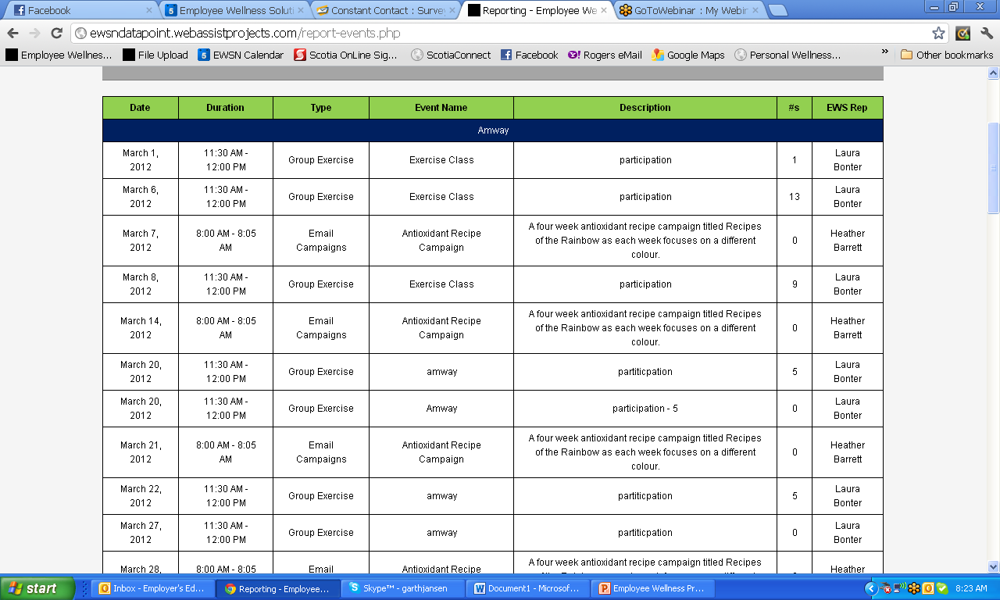 Facebook
Employee Wellness Soluti
Constant Contact : Survey
Reporting - Employee We
GoToWebinar : My Webin
ewsndatapoint.webassistprojects.com/report-events.php
Employee Wellnes...
File Upload
EWSN Calendar
Scotia OnLine Sig...
ScotiaConnect
Facebook
Rogers eMail
Google Maps
Personal Wellness...
»
Other bookmarks
Date Duration Type Event Name Description #s EWS Rep
Amway
March 1, 2012 11:30 AM - 12:00 PM Group Exercise Exercise Class participation 1 Laura Bonter
March 6, 2012 11:30 AM - 12:00 PM Group Exercise Exercise Class participation 13 Laura Bonter
March 7, 2012 8:00 AM - 8:05 AM Email Campaigns Antioxidant Recipe Campaign A four week antioxidant recipe campaign titled Recipes of the Rainbow as each week focuses on a different colour. 0 Heather Barrett
March 8, 2012 11:30 AM - 12:00 PM Group Exercise Exercise Class participation 9 Laura Bonter
March 14, 2012 8:00 AM - 8:05 AM Email Campaigns Antioxidant Recipe Campaign A four week antioxidant recipe campaign titled Recipes of the Rainbow as each week focuses on a different colour. 0 Heather Barrett
March 20, 2012 11:30 AM - 12:00 PM Group Exercise amway partiticpation 5 Laura Bonter
March 20, 2012 11:30 AM - 12:00 PM Group Exercise Amway participation - 5 0 Laura Bonter
March 21, 2012 8:00 AM - 8:05 AM Email Campaigns Antioxidant Recipe Campaign A four week antioxidant recipe campaign titled Recipes of the Rainbow as each week focuses on a different colour. 0 Heather Barrett
March 22, 2012 11:30 AM - 12:00 PM Group Exercise amway partiticpation 5 Laura Bonter
March 27, 2012 11:30 AM - 12:00 PM Group Exercise amway partiticpation 0 Laura Bonter
March 28, 8:00 AM - 8:05 Email Antioxidant Recipe A four week antioxidant recipe campaign titled Recipes of the Rainbow as each week focuses on a different Heather
start
Inbox - Employer's Ed...
Reporting - Employee...
Skype™ - garthjansen
Document1 - Microsof...
Employee Wellness Pr...
8:23 AM